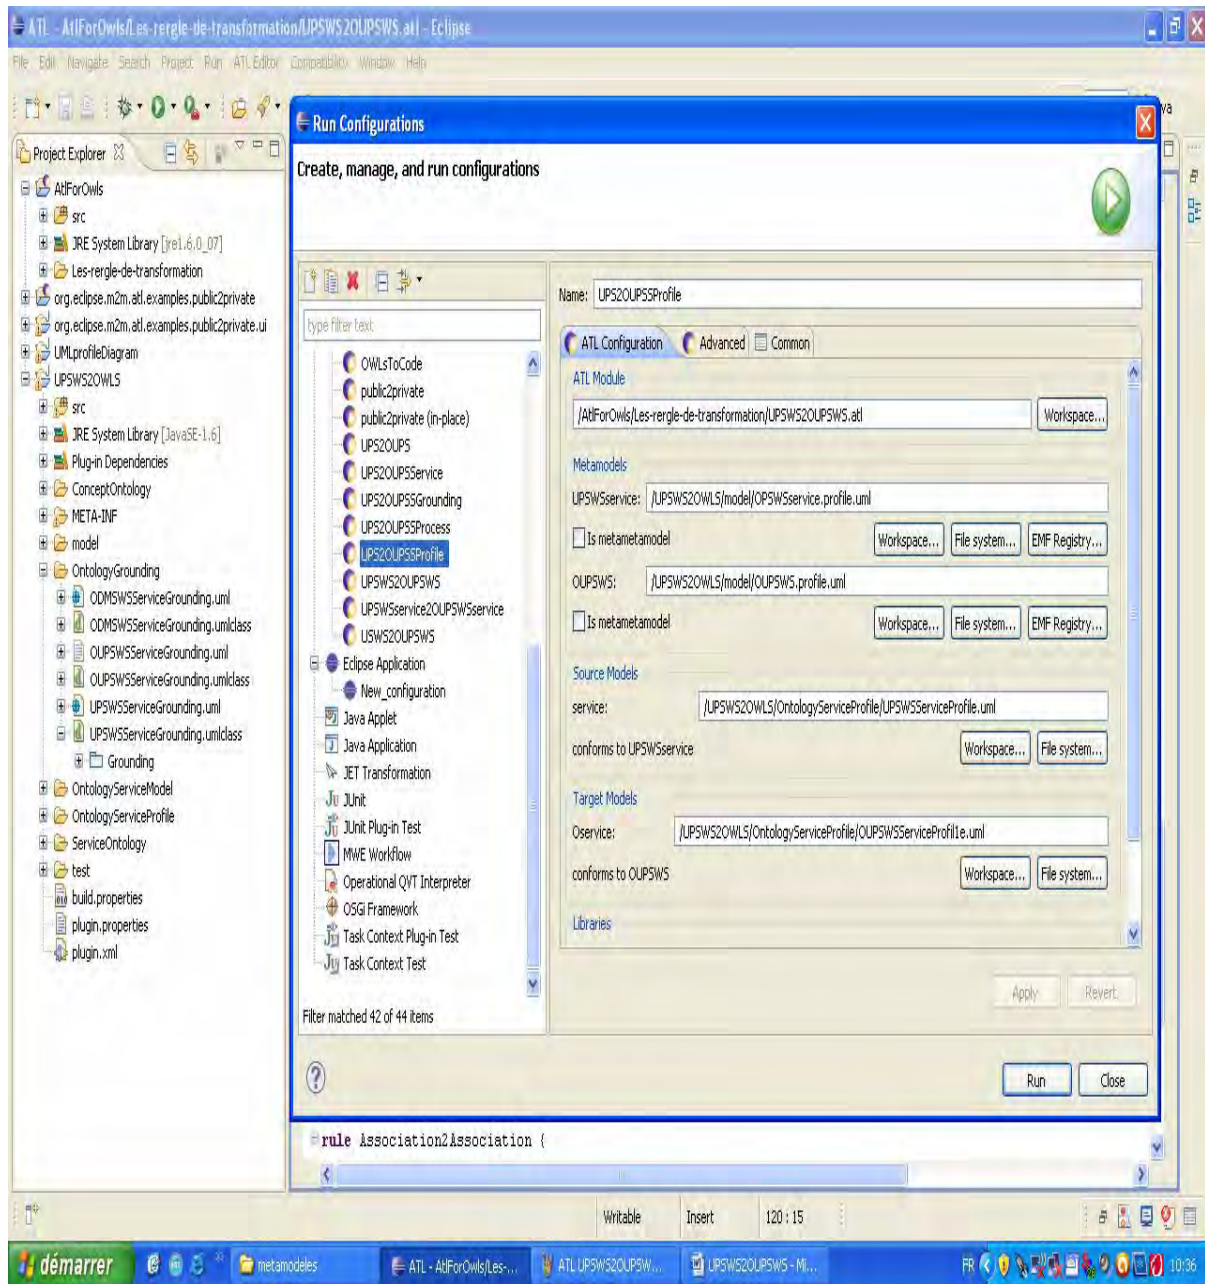 ATL - AtlForOwls/Les-rergle-de-transformation/UPSWS2OUPSWS.atl - Eclipse
File Edit Navigate Search Project Run ATL Editor Compatibility Window Help
Project Explorer
AtlForOwls
src
JRE System Library [jre1.6.0_07]
Les-rergle-de-transformation
org.eclipse.m2m.atl.examples.public2private
org.eclipse.m2m.atl.examples.public2private.ui
UMLprofileDiagram
UPSWS2OWLS
src
JRE System Library [JavaSE-1.6]
Plug-in Dependencies
ConceptOntology
META-INF
model
OntologyGrounding
ODMSWSServiceGrounding.uml
ODMSWSServiceGrounding.umlclass
OUPSWSServiceGrounding.uml
OUPSWSServiceGrounding.umlclass
UPSWSServiceGrounding.uml
UPSWSServiceGrounding.umlclass
Grounding
OntologyServiceModel
OntologyServiceProfile
ServiceOntology
test
build.properties
plugin.properties
plugin.xml
Run Configurations
Create, manage, and run configurations
type filter text
OWLsToCode
public2private
public2private (in-place)
UPS2OUPS
UPS2OUPSService
UPS2OUPSSGrounding
UPS2OUPSSProcess
UPS2OUPSSProfile
UPSWS2OUPSWS
UPSWSservice2OUPSWSservice
USWS2OUPSWS
Eclipse Application
New_configuration
Java Applet
Java Application
JET Transformation
JUnit
JUnit Plug-in Test
MWE Workflow
Operational QVT Interpreter
OSGi Framework
Task Context Plug-in Test
Task Context Test
Filter matched 42 of 44 items
Name: UPS2OUPSSProfile
ATL Configuration Advanced Common
ATL Module
/AtlForOwls/Les-rergle-de-transformation/UPSWS2OUPSWS.atl Workspace...
Metamodels
UPSWSservice: /UPSWS2OWLS/model/OPSWSservice.profile.uml
Is metametamodel Workspace... File system... EMF Registry...
OUPSWS: /UPSWS2OWLS/model/OUPSWS.profile.uml
Is metametamodel Workspace... File system... EMF Registry...
Source Models
service: /UPSWS2OWLS/OntologyServiceProfile/UPSWSServiceProfile.uml
conforms to UPSWSservice Workspace... File system...
Target Models
Oservice: /UPSWS2OWLS/OntologyServiceProfile/OUPSWSServiceProfil1e.uml
conforms to OUPSWS Workspace... File system...
Libraries
Apply Revert
Run Close
rule Association2Association {
Writable Insert 120 : 15
démarrer metamodeles ATL - AtlForOwls/Les-... ATL UPSWS2OUPSW... UPSWS2OUPSWS - Mi... FR 10:36